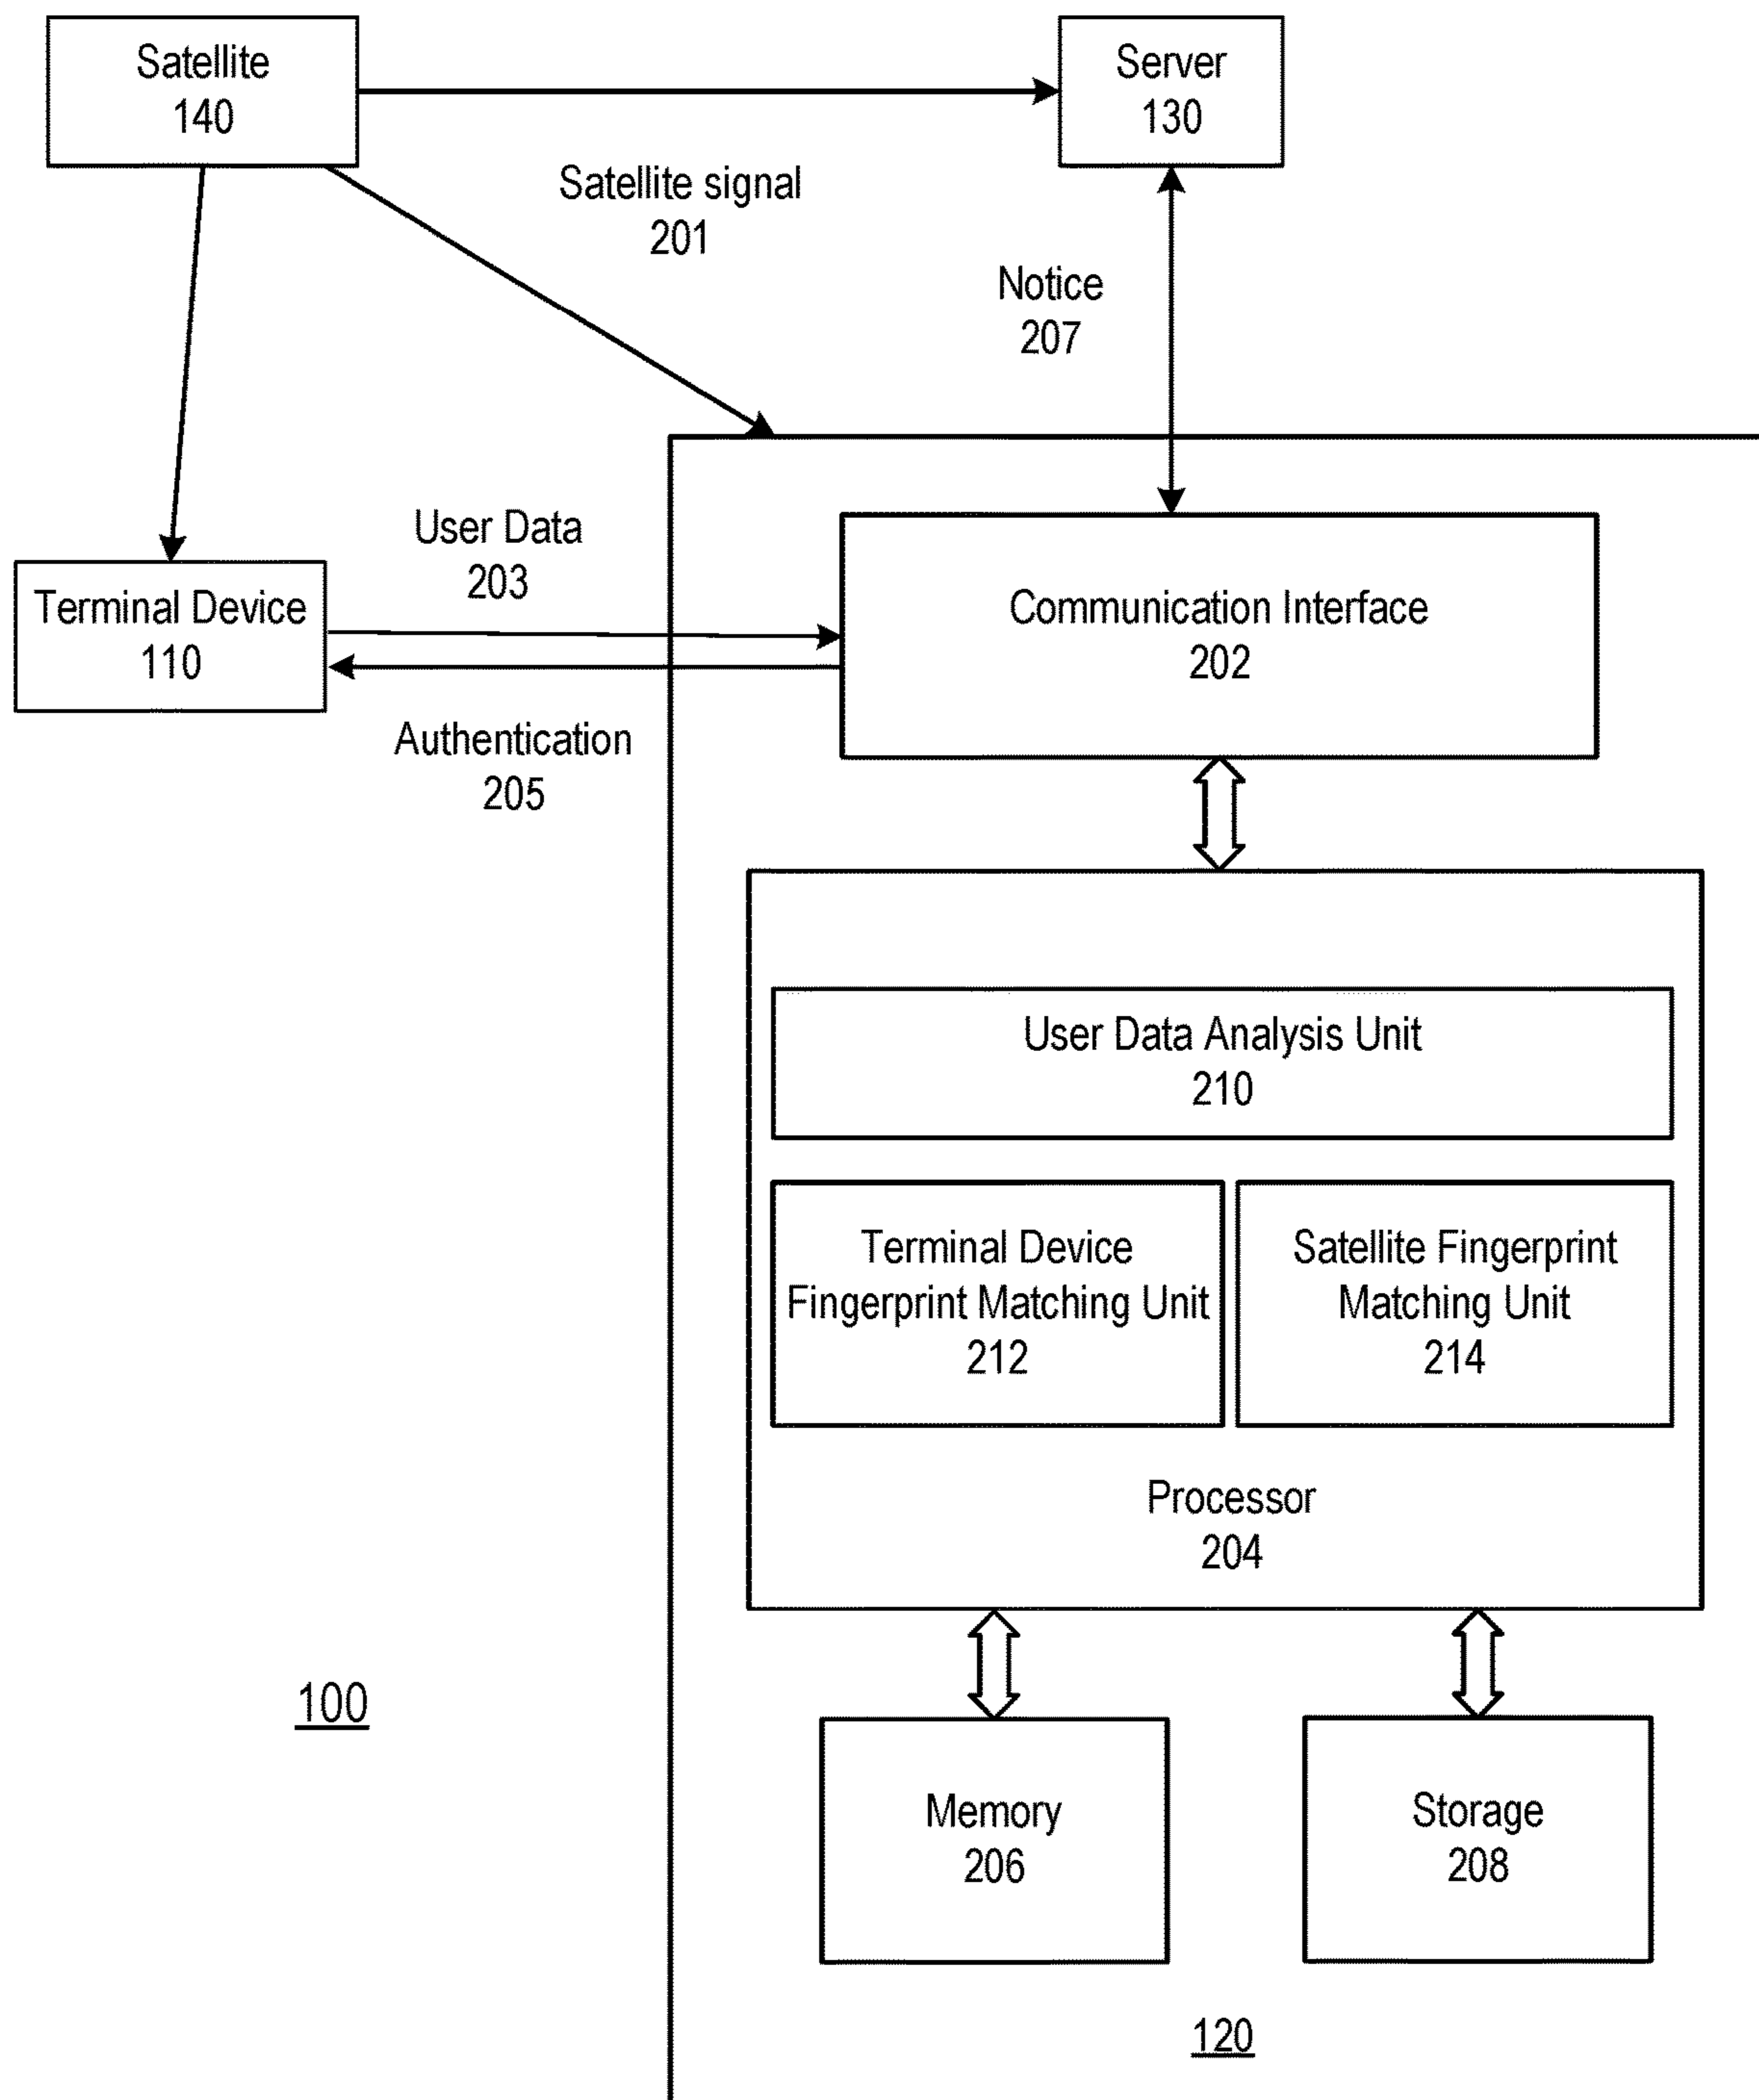 Satellite
140
Server
130
Satellite signal
201
Notice
207
User Data
203
Terminal Device
110
Communication Interface
202
Authentication
205
User Data Analysis Unit
210
Terminal Device
Fingerprint Matching Unit
212
Satellite Fingerprint
Matching Unit
214
Processor
204
100
Memory
206
Storage
208
120